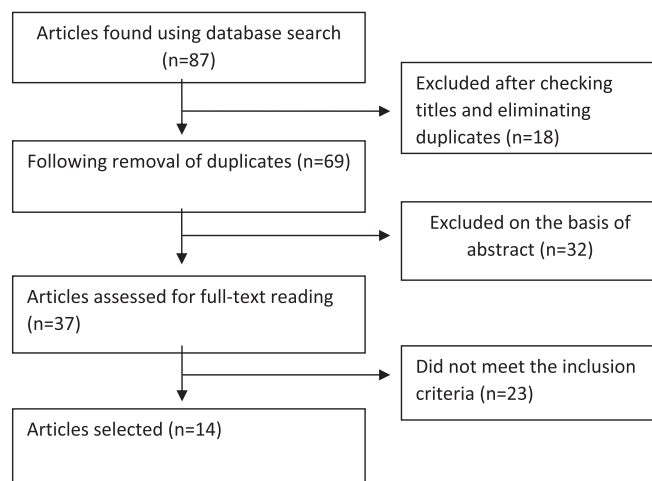 Articles found using database search
(n=87)
Excluded after checking
titles and eliminating
duplicates (n=18)
Following removal of duplicates (n=69)
Excluded on the basis of
abstract (n=32)
Articles assessed for full-text reading
(n=37)
Did not meet the inclusion
criteria (n=23)
Articles selected (n=14)